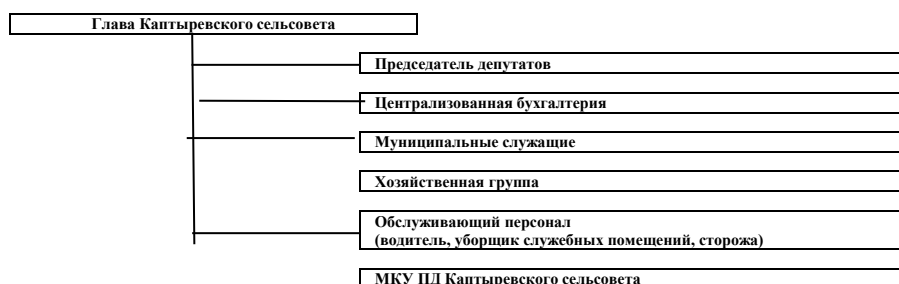 Глава Каптыревского сельсовета
Председатель депутатов
Централизованная бухгалтерия
Муниципальные служащие
Хозяйственная группа
Обслуживающий персонал
(водитель, уборщик служебных помещений, сторожа)
МКУ ПД Каптыревского сельсовета